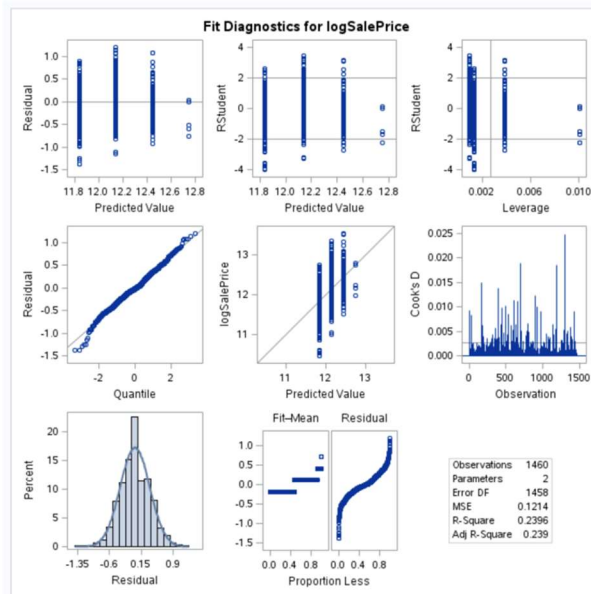 Fit Diagnostics for logSalePrice
Residual
1.0
0.5
0.0
-0.5
-1.0
-1.5
11.8 12.0 12.2 12.4 12.6 12.8
Predicted Value
RStudent
4
2
0
-2
-4
11.8 12.0 12.2 12.4 12.6 12.8
Predicted Value
RStudent
4
2
0
-2
-4
0.002 0.006 0.010
Leverage
Residual
1.0
0.5
0.0
-0.5
-1.0
-1.5
-2 0 2
Quantile
logSalePrice
13
12
11
11 12 13
Predicted Value
Cook's D
0.025
0.020
0.015
0.010
0.005
0.000
0 500 1000 1500
Observation
Percent
20
15
10
5
0
-1.35 -0.6 0.15 0.9
Residual
Fit–Mean Residual
1.0
0.5
0.0
-0.5
-1.0
-1.5
0.0 0.4 0.8 0.0 0.4 0.8
Proportion Less
Observations 1460
Parameters 2
Error DF 1458
MSE 0.1214
R-Square 0.2396
Adj R-Square 0.239